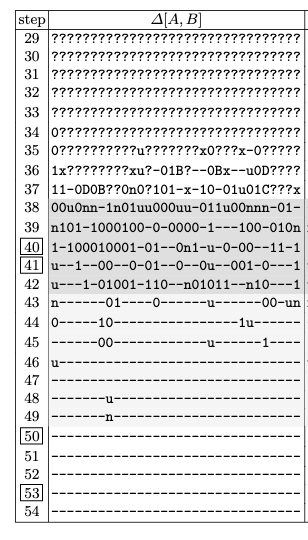 step Δ[A, B]
29 ????????????????????????????????
30 ????????????????????????????????
31 ????????????????????????????????
32 ????????????????????????????????
33 ????????????????????????????????
34 0???????????????????????????????
35 0??????????u???????x0???x-0?????
36 1x????????xu?-01B?--0Bx--u0D????
37 11-0D0B??0n0?101-x-10-01u01C???x
38 00u0nn-1n01uu000uu-011u00nnn-01-
39 n101-1000100-0-0000-1---100-010n
40 1-100010001-01--0n1-u-0-00--11-1
41 u--1--00--0-01--0--0u--001-0---1
42 u---1-01001-110--n01011--n10---1
43 n------01----0------u------00-un
44 0-----10----------------1u------
45 ------00------------u------1----
46 u-------------------------------
47 --------------------------------
48 -------u------------------------
49 -------n------------------------
50 --------------------------------
51 --------------------------------
52 --------------------------------
53 --------------------------------
54 --------------------------------